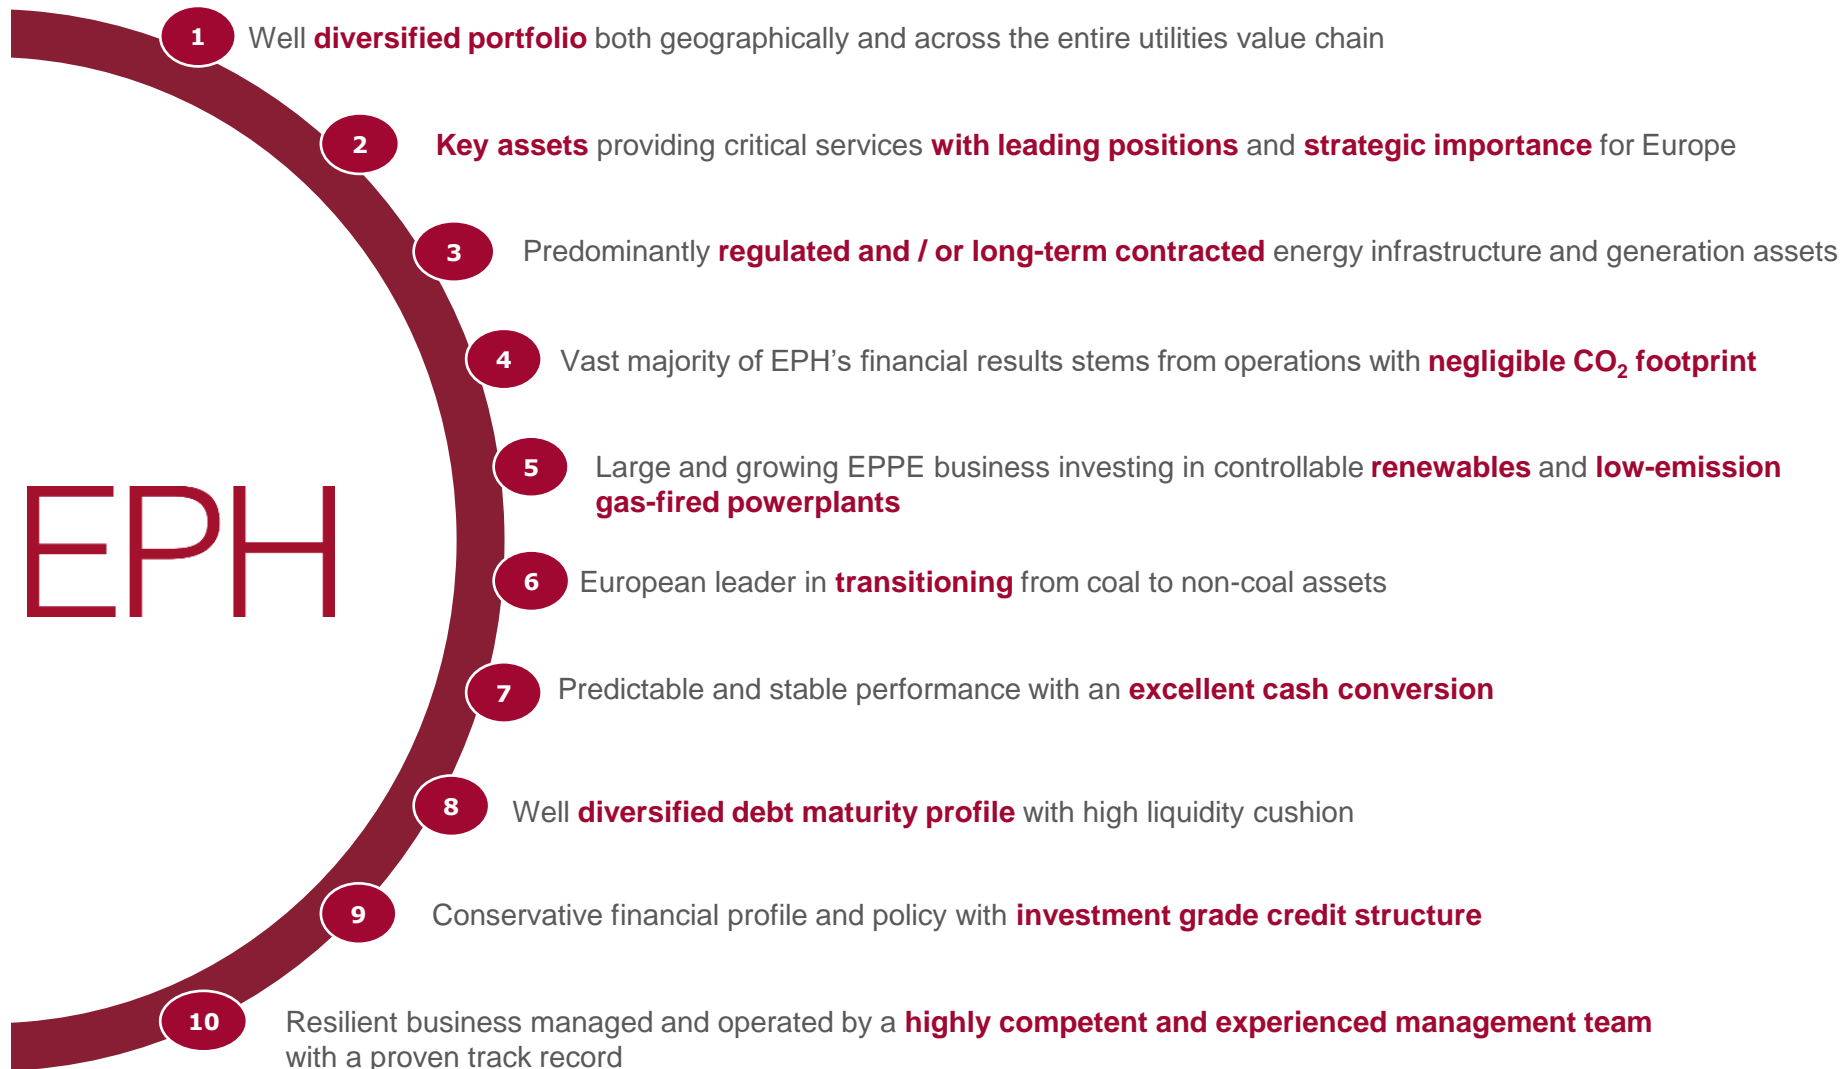 1 Well diversified portfolio both geographically and across the entire utilities value chain
2 Key assets providing critical services with leading positions and strategic importance for Europe
3 Predominantly regulated and / or long-term contracted energy infrastructure and generation assets
4 Vast majority of EPH’s financial results stems from operations with negligible CO₂ footprint
5 Large and growing EPPE business investing in controllable renewables and low-emission
gas-fired powerplants
EPH
6 European leader in transitioning from coal to non-coal assets
7 Predictable and stable performance with an excellent cash conversion
8 Well diversified debt maturity profile with high liquidity cushion
9 Conservative financial profile and policy with investment grade credit structure
10 Resilient business managed and operated by a highly competent and experienced management team
with a proven track record